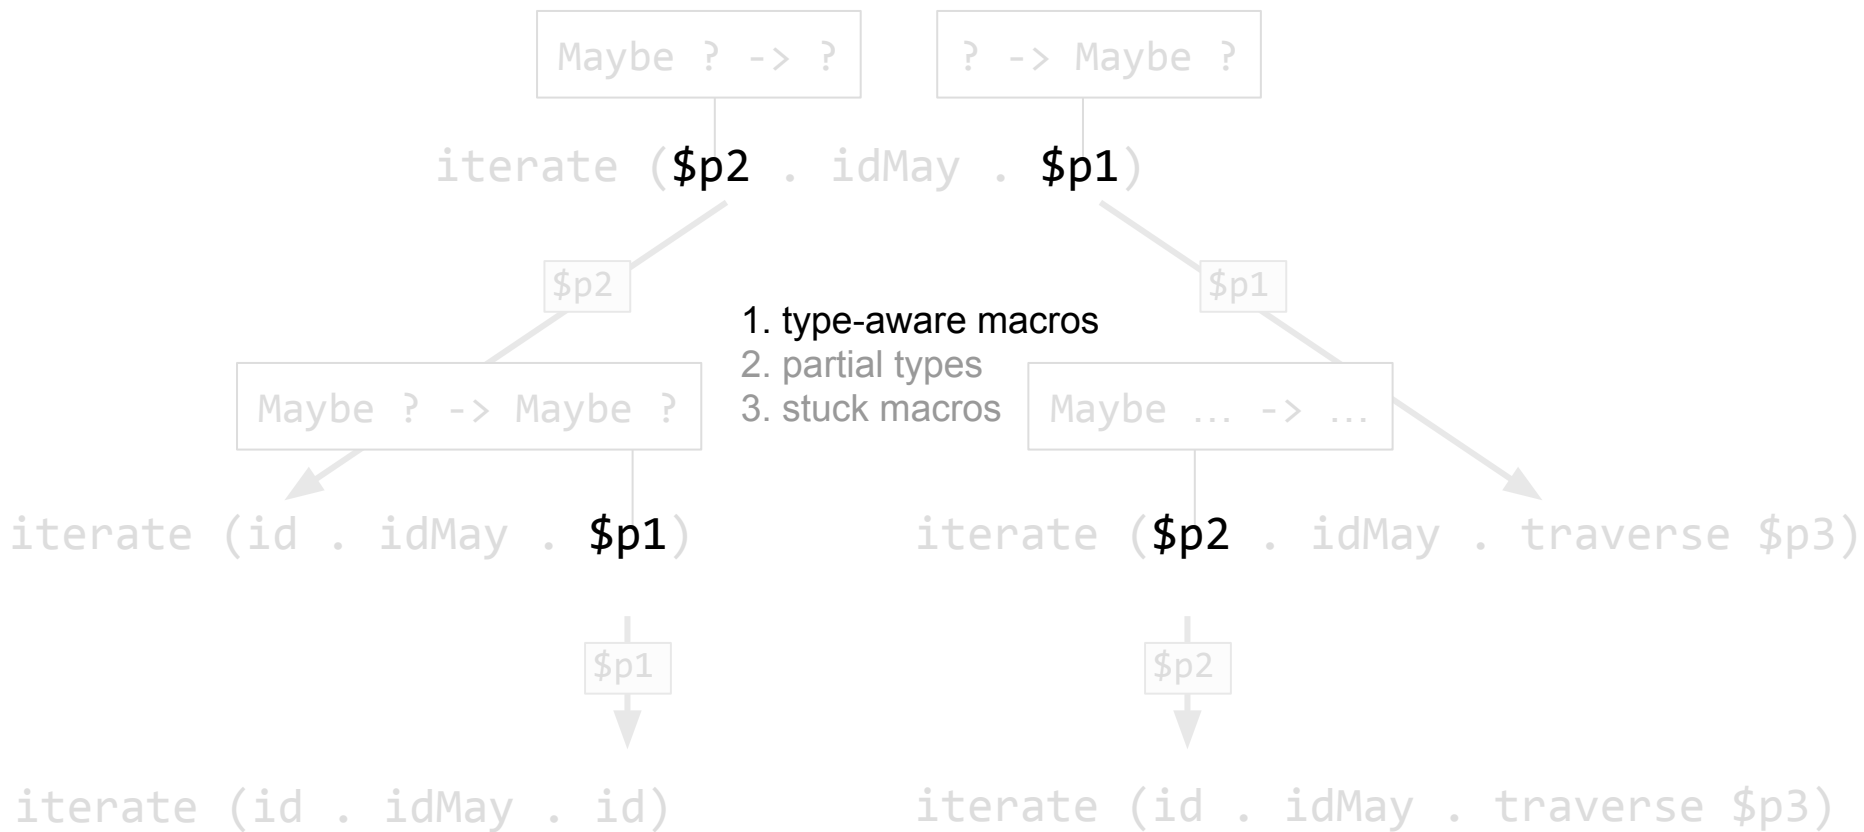 Maybe ? -> ?
? -> Maybe ?
iterate ($p2 . idMay . $p1)
$p2
$p1
1. type-aware macros
2. partial types
3. stuck macros
Maybe ? -> Maybe ?
Maybe … -> …
iterate (id . idMay . $p1)
iterate ($p2 . idMay . traverse $p3)
$p1
$p2
iterate (id . idMay . id)
iterate (id . idMay . traverse $p3)